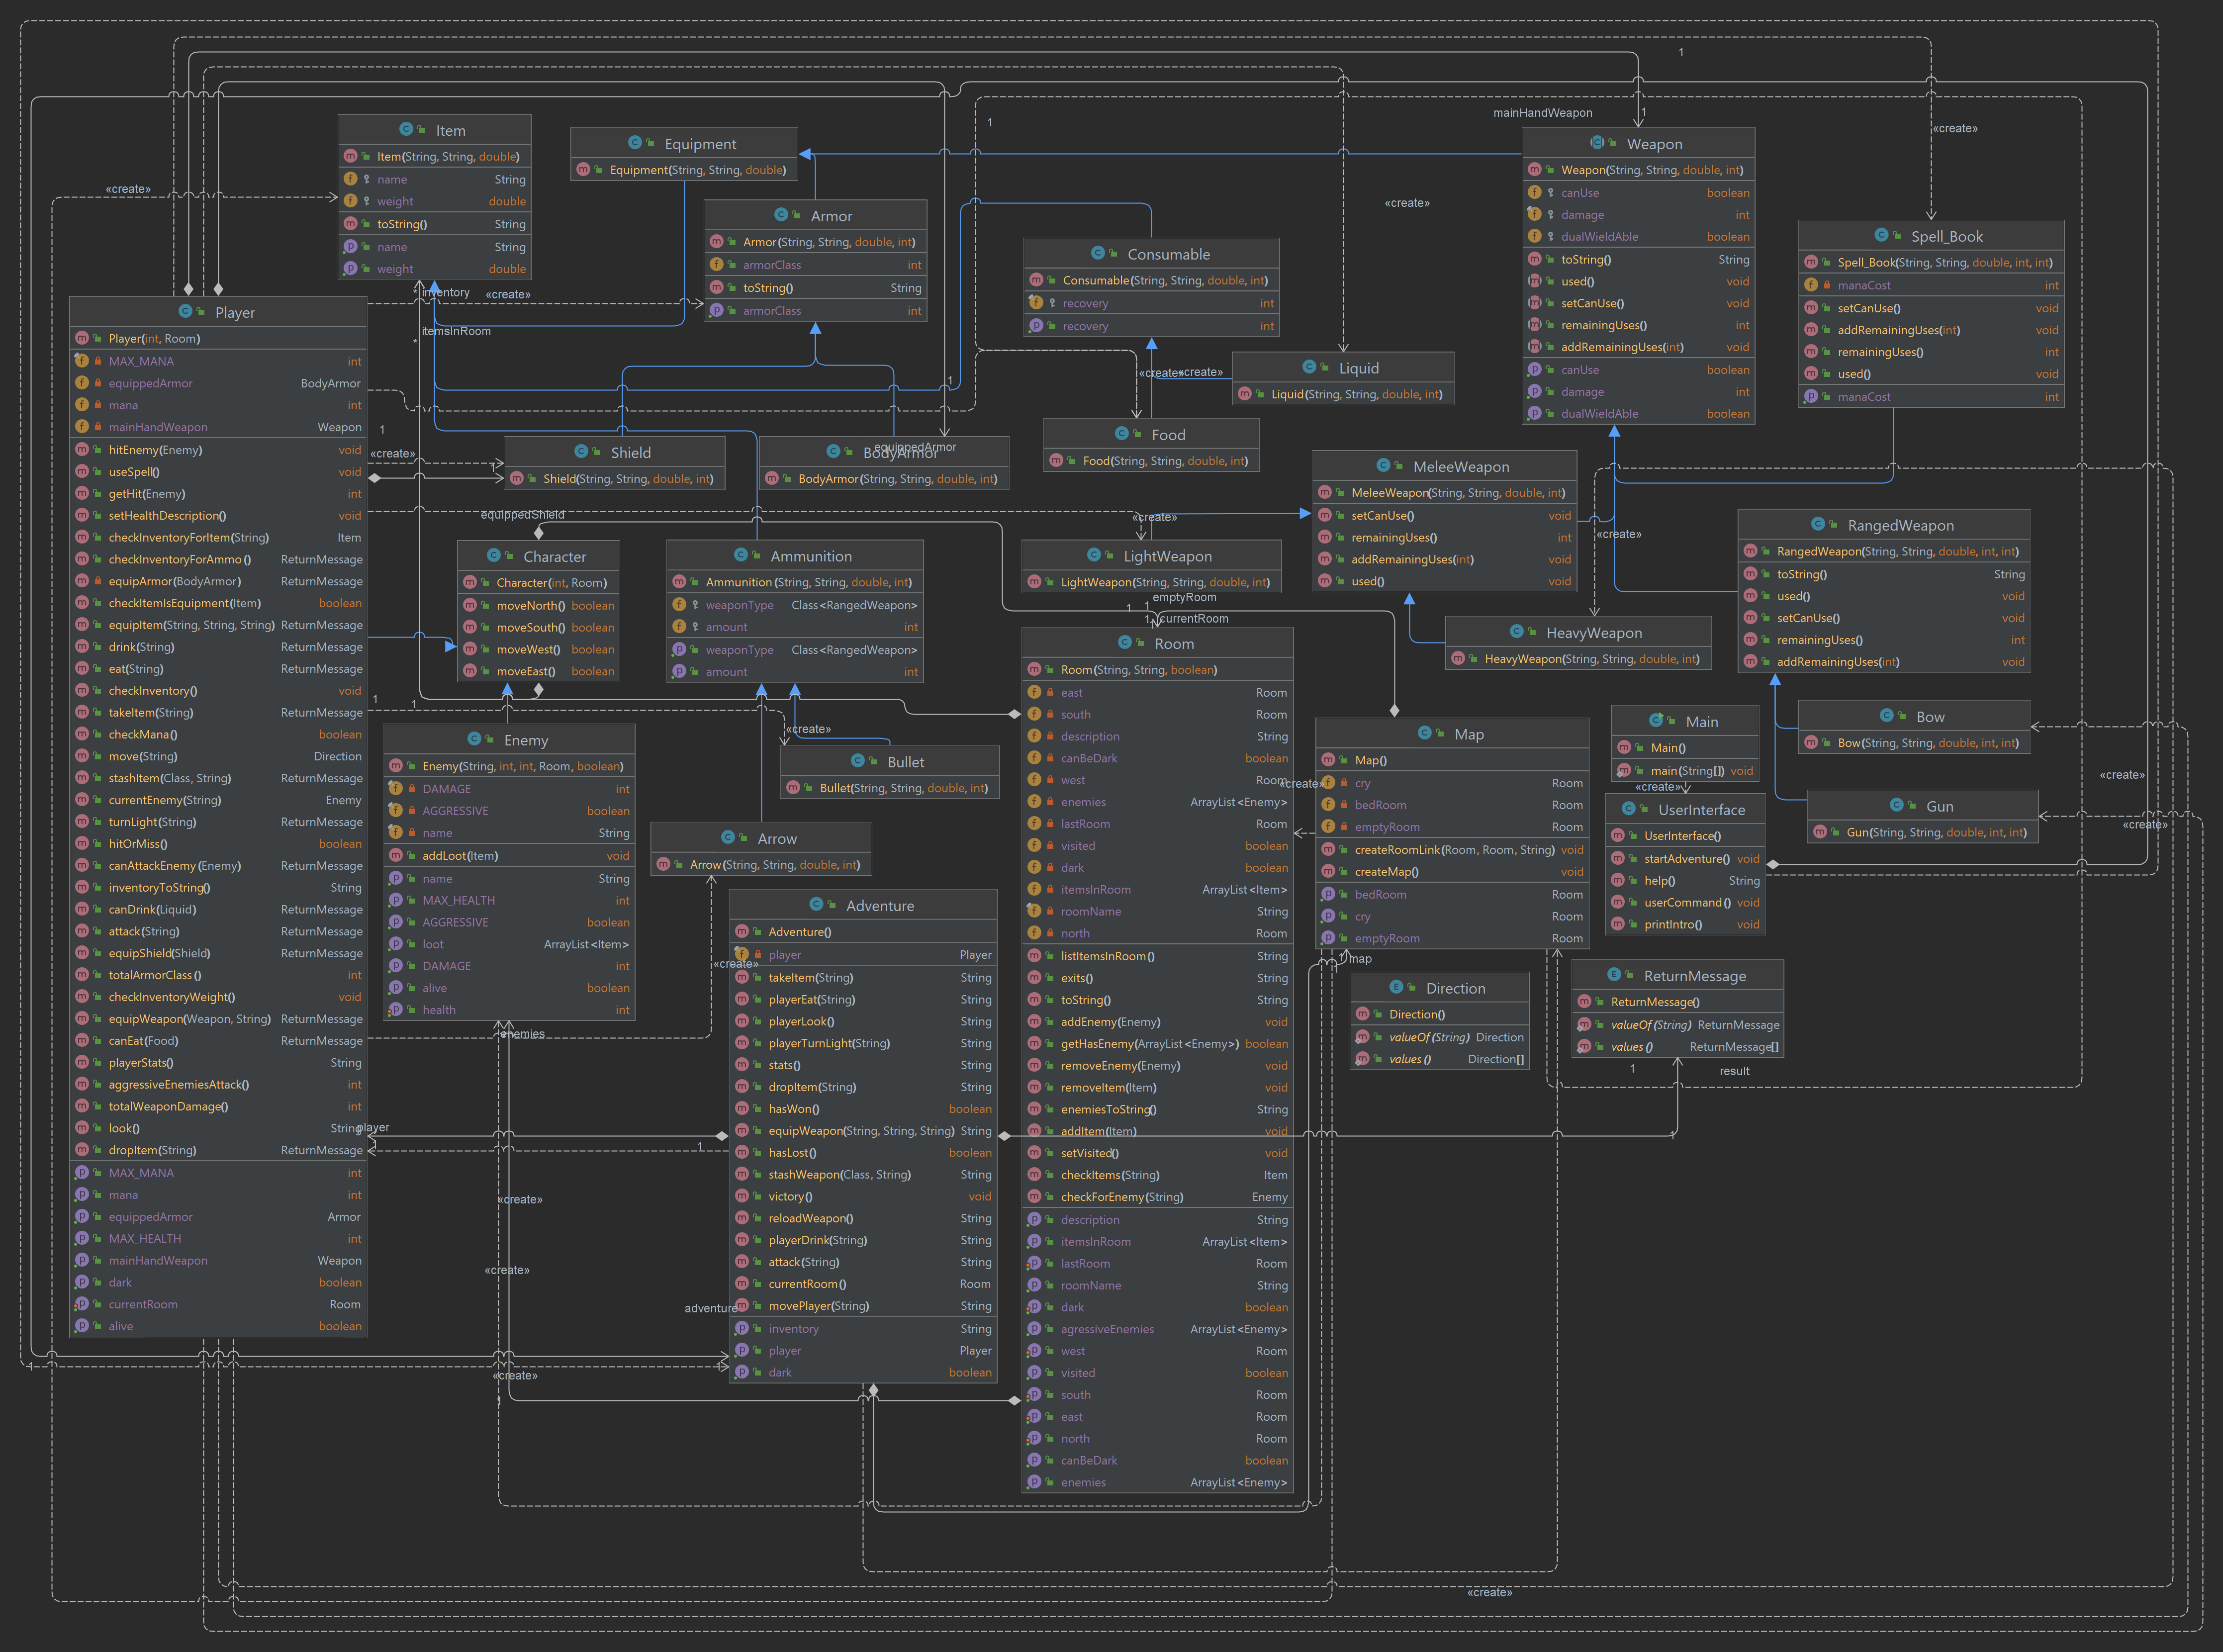 1
mainHandWeapon
1
1
«create»
«create»
«create»
Item
Item(String, String, double)
name String
weight double
toString() String
name String
weight double
Equipment
Equipment(String, String, double)
Armor
Armor(String, String, double, int)
armorClass int
toString() String
armorClass int
Consumable
Consumable(String, String, double, int)
recovery int
recovery int
Weapon
Weapon(String, String, double, int)
canUse boolean
damage int
dualWieldAble boolean
toString() String
used() void
setCanUse() void
remainingUses() int
addRemainingUses(int) void
canUse boolean
damage int
dualWieldAble boolean
Spell_Book
Spell_Book(String, String, double, int, int)
manaCost int
setCanUse() void
addRemainingUses(int) void
remainingUses() int
used() void
manaCost int
* inventory
«create»
itemsInRoom
*
Player
Player(int, Room)
MAX_MANA int
equippedArmor BodyArmor
mana int
mainHandWeapon Weapon
hitEnemy(Enemy) void
useSpell() void
getHit(Enemy) int
setHealthDescription() void
checkInventoryForItem(String) Item
checkInventoryForAmmo() ReturnMessage
equipArmor(BodyArmor) ReturnMessage
checkItemIsEquipment(Item) boolean
equipItem(String, String, String) ReturnMessage
drink(String) ReturnMessage
eat(String) ReturnMessage
checkInventory() void
takeItem(String) ReturnMessage
checkMana() boolean
move(String) Direction
stashItem(Class, String) ReturnMessage
currentEnemy(String) Enemy
turnLight(String) ReturnMessage
hitOrMiss() boolean
canAttackEnemy(Enemy) ReturnMessage
inventoryToString() String
canDrink(Liquid) ReturnMessage
attack(String) ReturnMessage
equipShield(Shield) ReturnMessage
totalArmorClass() int
checkInventoryWeight() void
equipWeapon(Weapon, String) ReturnMessage
canEat(Food) ReturnMessage
playerStats() String
aggressiveEnemiesAttack() int
totalWeaponDamage() int
look() String
dropItem(String) ReturnMessage
MAX_MANA int
mana int
equippedArmor Armor
MAX_HEALTH int
mainHandWeapon Weapon
dark boolean
currentRoom Room
alive boolean
«create»
«create»
1
Liquid
Liquid(String, String, double, int)
Food
Food(String, String, double, int)
1
«create»
1
Shield
Shield(String, String, double, int)
equippedArmor
BodyArmor
BodyArmor(String, String, double, int)
MeleeWeapon
MeleeWeapon(String, String, double, int)
setCanUse() void
remainingUses() int
addRemainingUses(int) void
used() void
equippedShield
«create»
«create»
Character
Character(int, Room)
moveNorth() boolean
moveSouth() boolean
moveWest() boolean
moveEast() boolean
Ammunition
Ammunition(String, String, double, int)
weaponType Class<RangedWeapon>
amount int
weaponType Class<RangedWeapon>
amount int
LightWeapon
LightWeapon(String, String, double, int)
RangedWeapon
RangedWeapon(String, String, double, int, int)
toString() String
used() void
setCanUse() void
remainingUses() int
addRemainingUses(int) void
emptyRoom
1
1
1
currentRoom
HeavyWeapon
HeavyWeapon(String, String, double, int)
1
1
«create»
Enemy
Enemy(String, int, int, Room, boolean)
DAMAGE int
AGGRESSIVE boolean
name String
addLoot(Item) void
name String
MAX_HEALTH int
AGGRESSIVE boolean
loot ArrayList<Item>
DAMAGE int
alive boolean
health int
Bullet
Bullet(String, String, double, int)
Arrow
Arrow(String, String, double, int)
Room
Room(String, String, boolean)
east Room
south Room
description String
canBeDark boolean
west Room
enemies ArrayList<Enemy>
lastRoom Room
visited boolean
dark boolean
itemsInRoom ArrayList<Item>
roomName String
north Room
listItemsInRoom() String
exits() String
toString() String
addEnemy(Enemy) void
getHasEnemy(ArrayList<Enemy>) boolean
removeEnemy(Enemy) void
removeItem(Item) void
enemiesToString() String
addItem(Item) void
setVisited() void
checkItems(String) Item
checkForEnemy(String) Enemy
description String
itemsInRoom ArrayList<Item>
lastRoom Room
roomName String
dark boolean
agressiveEnemies ArrayList<Enemy>
west Room
visited boolean
south Room
east Room
north Room
canBeDark boolean
enemies ArrayList<Enemy>
«create»
Map
Map()
cry Room
bedRoom Room
emptyRoom Room
createRoomLink(Room, Room, String) void
createMap() void
bedRoom Room
cry Room
emptyRoom Room
Main
Main()
main(String[]) void
«create»
UserInterface
UserInterface()
startAdventure() void
help() String
userCommand() void
printIntro() void
Bow
Bow(String, String, double, int, int)
Gun
Gun(String, String, double, int, int)
«create»
«create»
Adventure
Adventure()
player Player
takeItem(String) String
playerEat(String) String
playerLook() String
playerTurnLight(String) String
stats() String
dropItem(String) String
hasWon() boolean
equipWeapon(String, String, String) String
hasLost() boolean
stashWeapon(Class, String) String
victory() void
reloadWeapon() String
playerDrink(String) String
attack(String) String
currentRoom() Room
movePlayer(String) String
inventory String
player Player
dark boolean
«create»
1
map
Direction
Direction()
valueOf(String) Direction
values() Direction[]
ReturnMessage
ReturnMessage()
valueOf(String) ReturnMessage
values() ReturnMessage[]
1
result
1
enemies
player
1
1
«create»
«create»
adventure
1
1
«create»
«create»